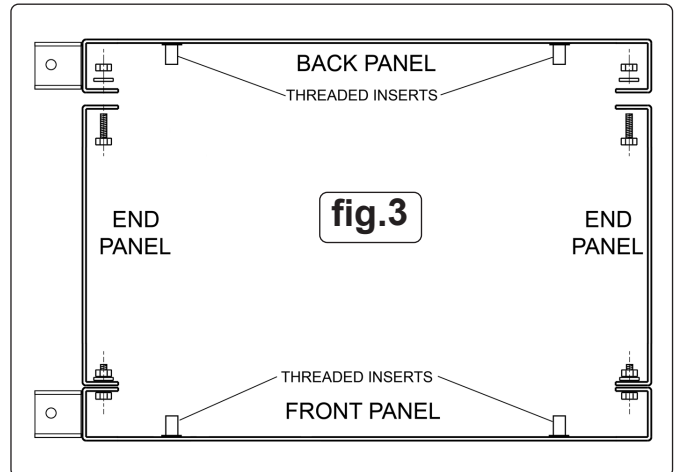 BACK PANEL
THREADED INSERTS
fig.3
END
PANEL
END
PANEL
THREADED INSERTS
FRONT PANEL